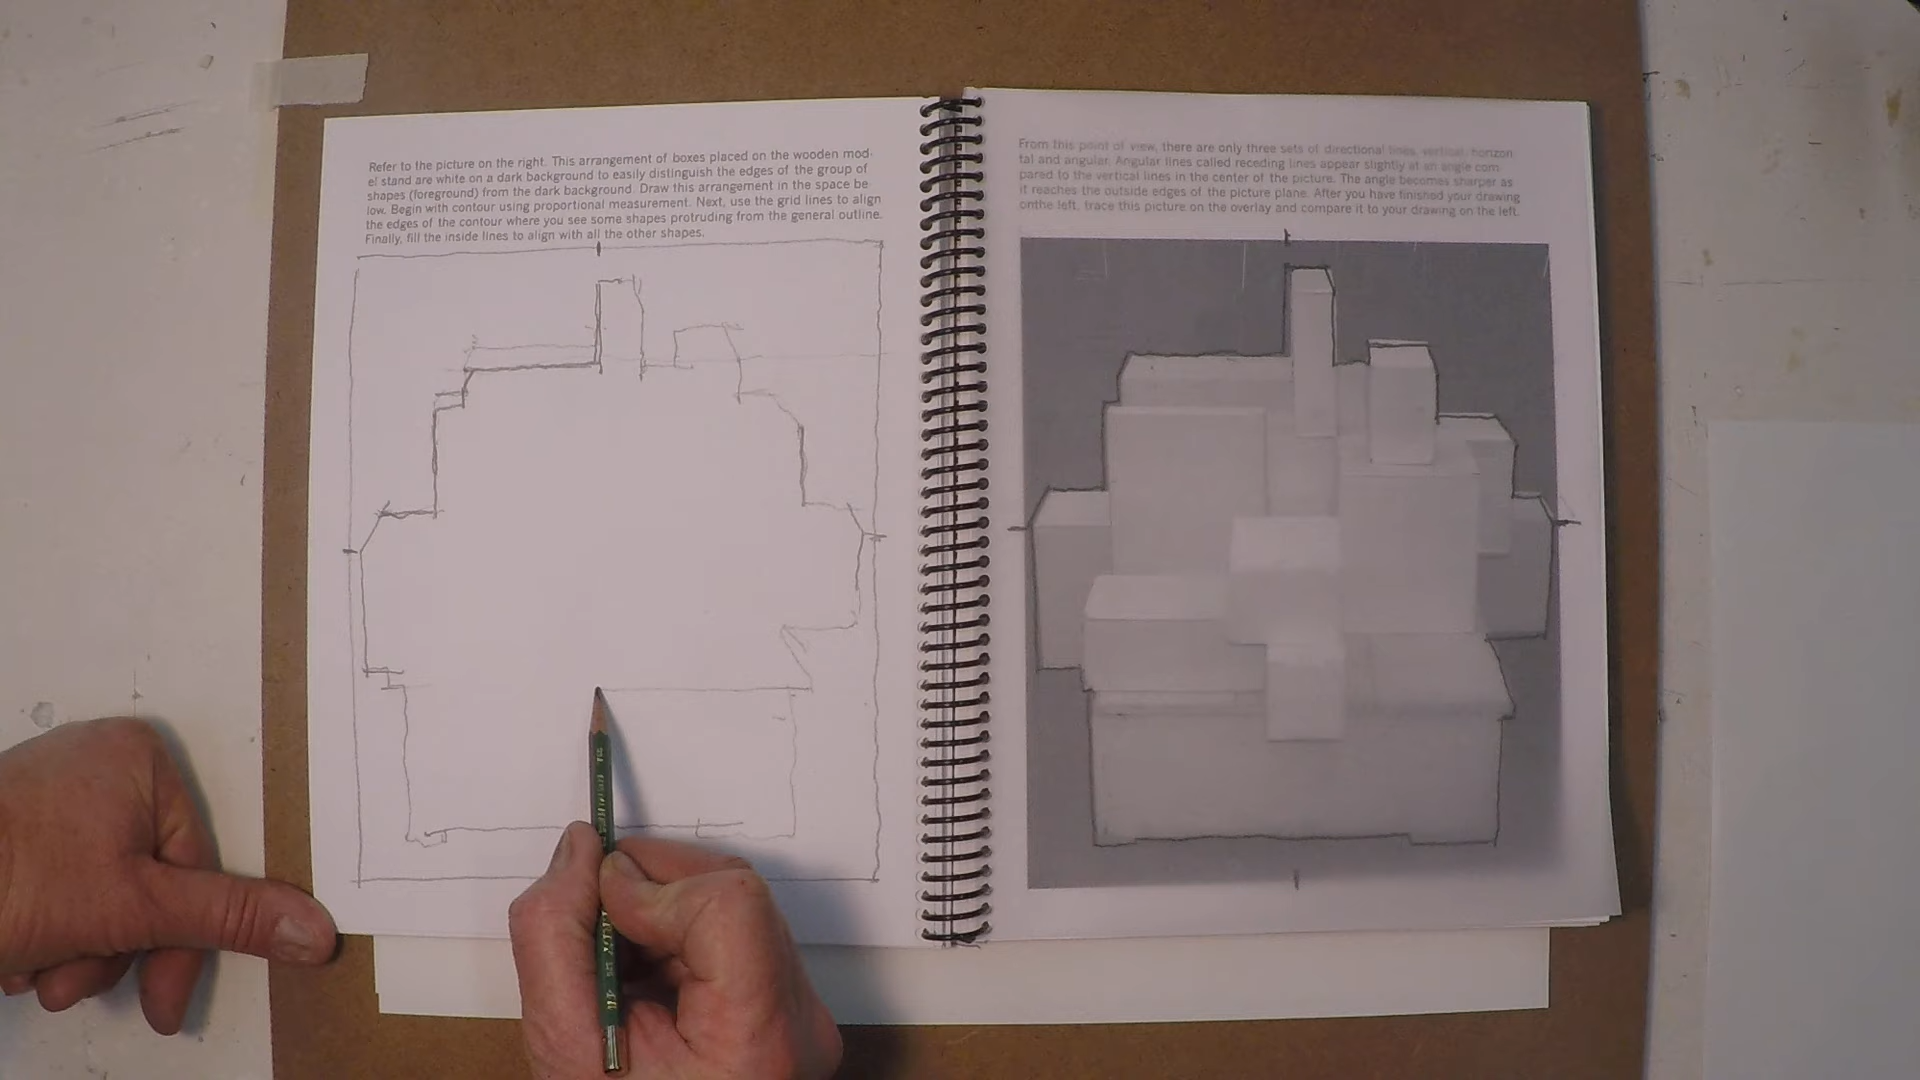 Refer to the picture on the right. This arrangement of boxes placed on the wooden mod-
el stand are white on a dark background to easily distinguish the edges of the group of
shapes (foreground) from the dark background. Draw this arrangement in the space be
low. Begin with contour using proportional measurement. Next, use the grid lines to align
the edges of the contour where you see some shapes protruding from the general outline.
Finally, fill the inside lines to align with all the other shapes.
From this point of view, there are only three sets of directional lines, vertical, horizon
tal and angular. Angular lines called receding lines appear slightly at an angle com
pared to the vertical lines in the center of the picture. The angle becomes sharper as
it reaches the outside edges of the picture plane. After you have finished your drawing
onthe left, trace this picture on the overlay and compare it to your drawing on the left.